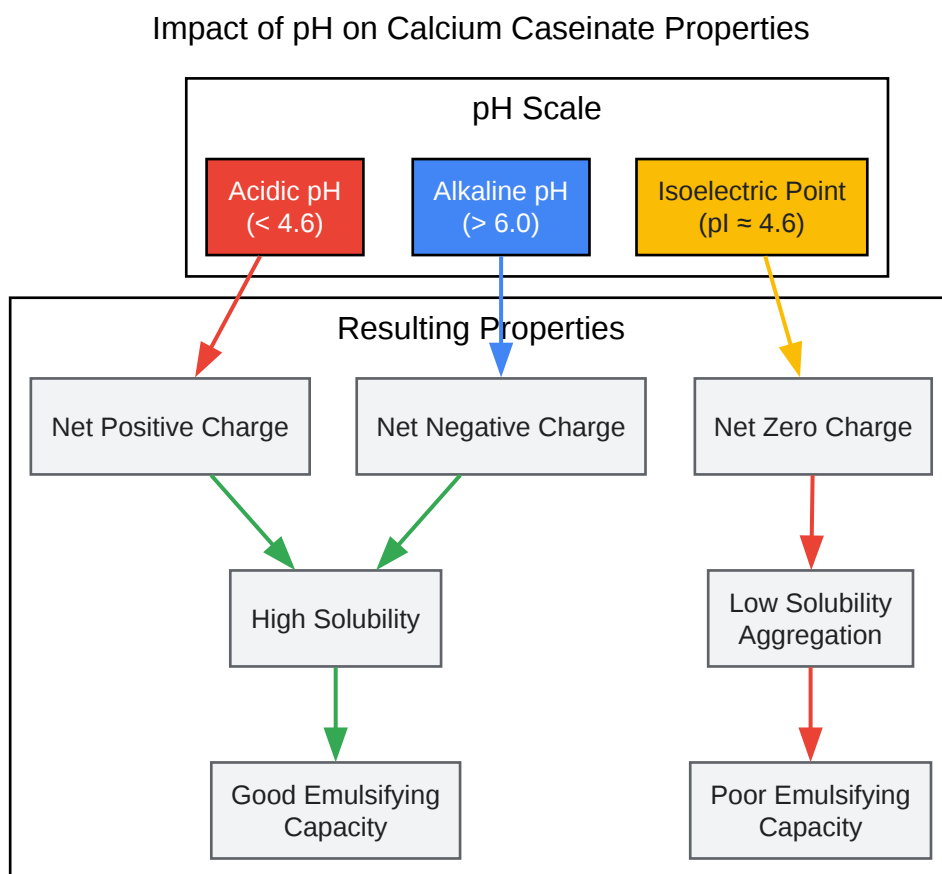 Impact of pH on Calcium Caseinate Properties
pH Scale
Acidic pH
(< 4.6)
Alkaline pH
(> 6.0)
Isoelectric Point
(pI ≈ 4.6)
Resulting Properties
Net Positive Charge
Net Negative Charge
Net Zero Charge
High Solubility
Low Solubility
Aggregation
Good Emulsifying
Capacity
Poor Emulsifying
Capacity